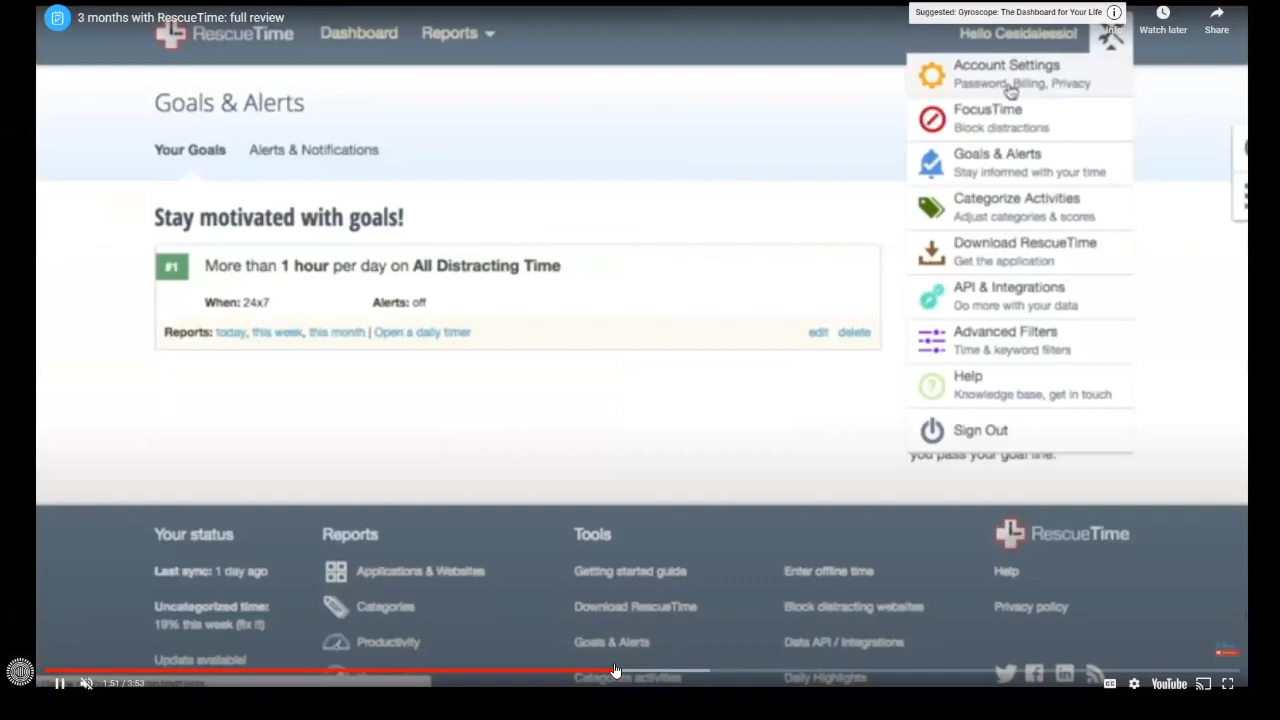 3 months with RescueTime: full review
Suggested: Gyroscope: The Dashboard for Your Life
Info
Watch later
Share
RescueTime
Dashboard
Reports
Hello Cesidalessio!
Account Settings
Password, Billing, Privacy
FocusTime
Block distractions
Goals & Alerts
Stay informed with your time
Categorize Activities
Adjust categories & scores
Download RescueTime
Get the application
API & Integrations
Do more with your data
Advanced Filters
Time & keyword filters
Help
Knowledge base, get in touch
Sign Out
Goals & Alerts
Your Goals
Alerts & Notifications
Stay motivated with goals!
#1
More than 1 hour per day on All Distracting Time
When: 24x7
Alerts: off
Reports: today, this week, this month | Open a daily timer
edit delete
you pass your goal line.
Your status
Last sync: 1 day ago
Uncategorized time:
19% this week (fix it)
Update available!
Reports
Applications & Websites
Categories
Productivity
Tools
Getting started guide
Download RescueTime
Goals & Alerts
Categorize activities
Enter offline time
Block distracting websites
Data API / Integrations
Daily Highlights
RescueTime
Help
Privacy policy
1:51 / 3:53
YouTube